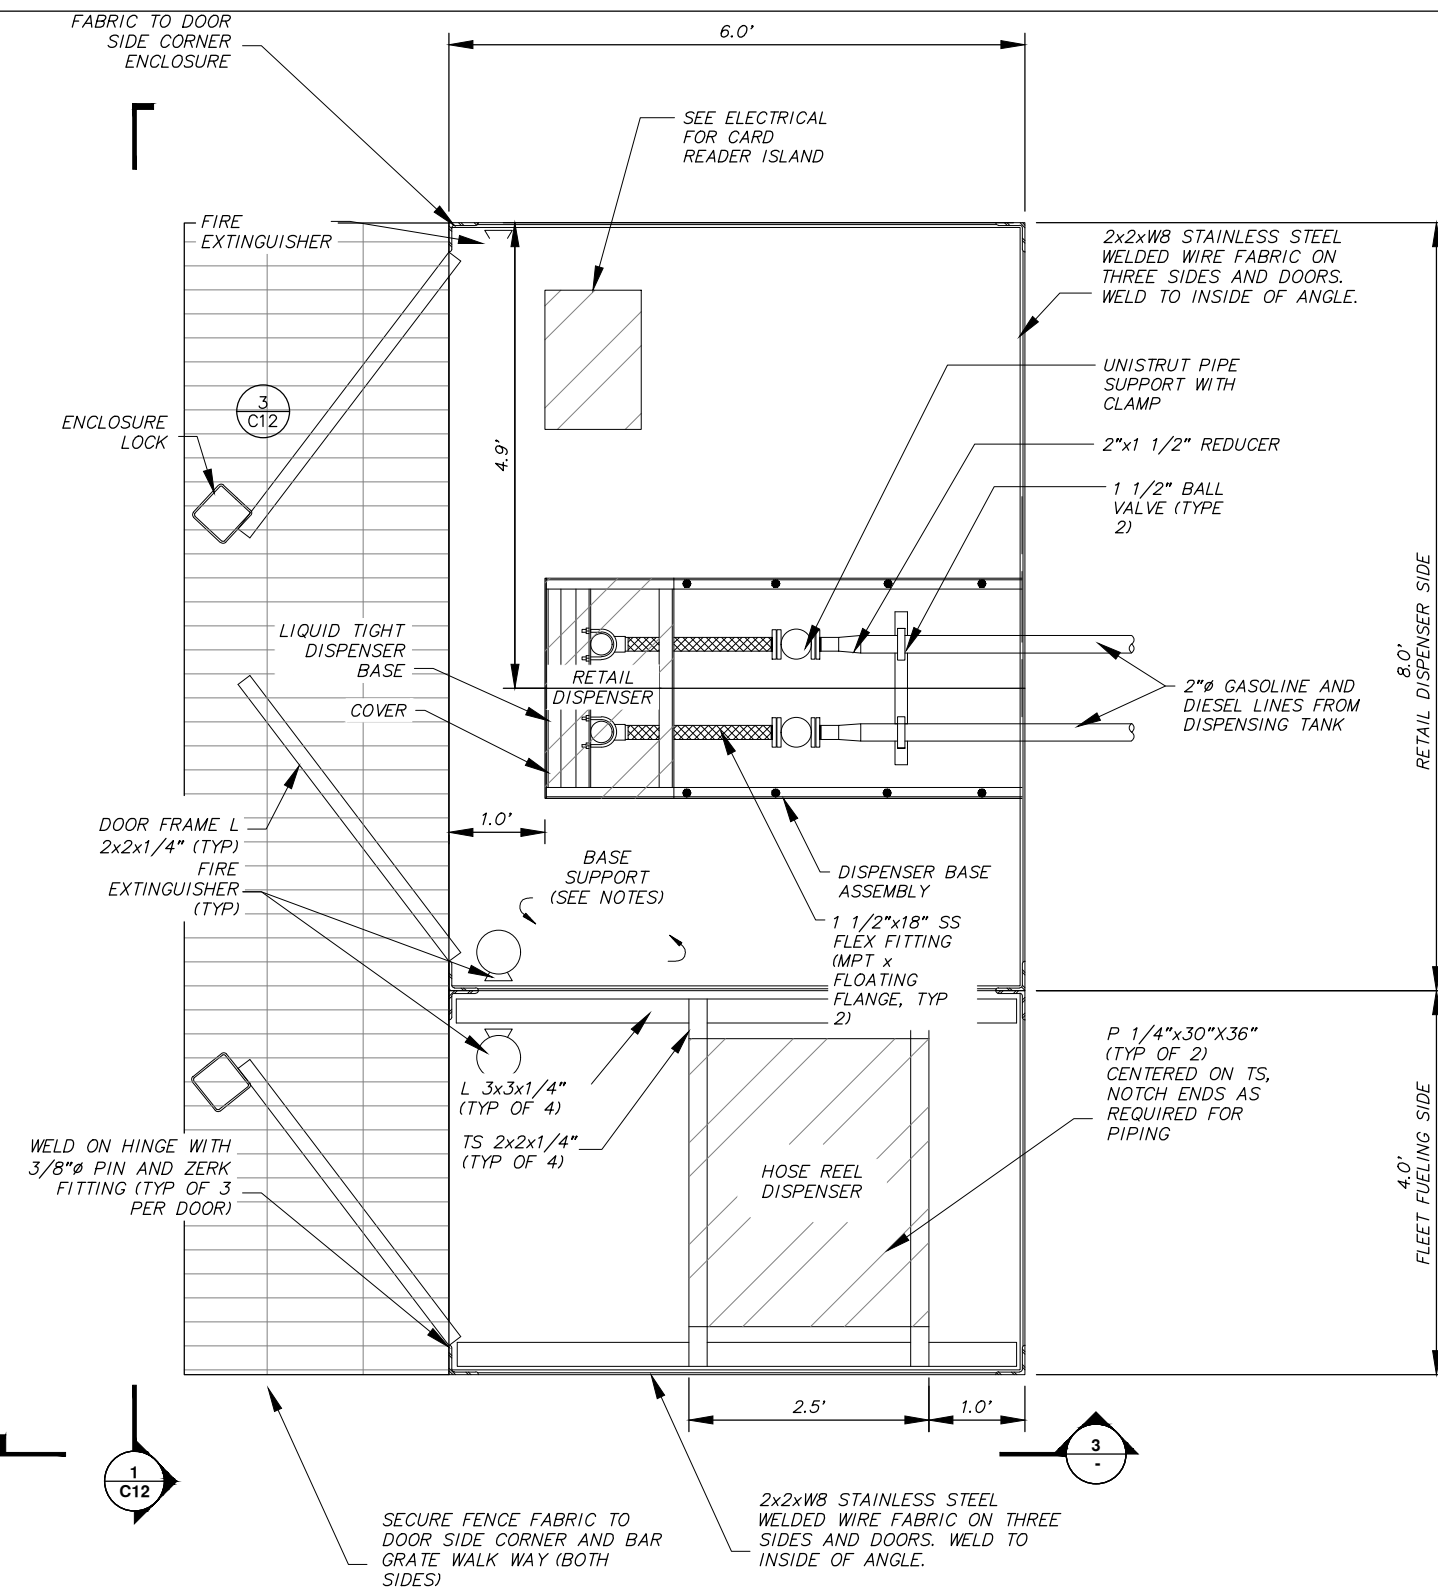 FABRIC TO DOOR
SIDE CORNER
ENCLOSURE
6.0'
SEE ELECTRICAL
FOR CARD
READER ISLAND
FIRE
EXTINGUISHER
2x2xW8 STAINLESS STEEL
WELDED WIRE FABRIC ON
THREE SIDES AND DOORS.
WELD TO INSIDE OF ANGLE.
UNISTRUT PIPE
SUPPORT WITH
CLAMP
3
C12
ENCLOSURE
LOCK
4.9'
2"x1 1/2" REDUCER
1 1/2" BALL
VALVE (TYPE
2)
8.0'
RETAIL DISPENSER SIDE
LIQUID TIGHT
DISPENSER
BASE
RETAIL
DISPENSER
COVER
2"ø GASOLINE AND
DIESEL LINES FROM
DISPENSING TANK
1.0'
DOOR FRAME L
2x2x1/4" (TYP)
FIRE
EXTINGUISHER
(TYP)
BASE
SUPPORT
(SEE NOTES)
DISPENSER BASE
ASSEMBLY
1 1/2"x18" SS
FLEX FITTING
(MPT x
FLOATING
FLANGE, TYP
2)
P 1/4"x30"X36"
(TYP OF 2)
CENTERED ON TS,
NOTCH ENDS AS
REQUIRED FOR
PIPING
L 3x3x1/4"
(TYP OF 4)
TS 2x2x1/4"
(TYP OF 4)
WELD ON HINGE WITH
3/8"ø PIN AND ZERK
FITTING (TYP OF 3
PER DOOR)
HOSE REEL
DISPENSER
4.0'
FLEET FUELING SIDE
2.5'
1.0'
1
C12
3
-
SECURE FENCE FABRIC TO
DOOR SIDE CORNER AND BAR
GRATE WALK WAY (BOTH
SIDES)
2x2xW8 STAINLESS STEEL
WELDED WIRE FABRIC ON THREE
SIDES AND DOORS. WELD TO
INSIDE OF ANGLE.